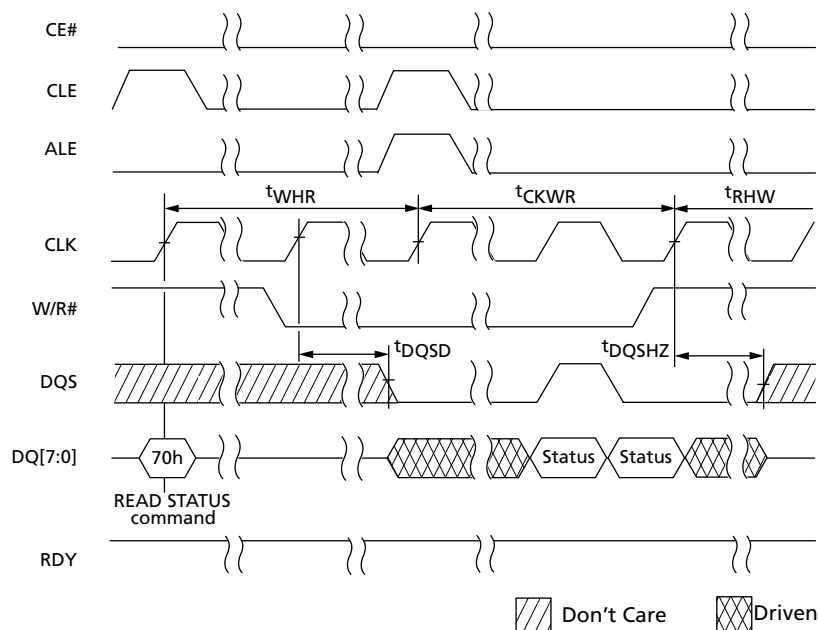 CE#
CLE
ALE
tWHR tCKWR tRHW
CLK
W/R#
tDQSD tDQSHZ
DQS
DQ[7:0] 70h Status Status
READ STATUS
command
RDY
Don't Care Driven